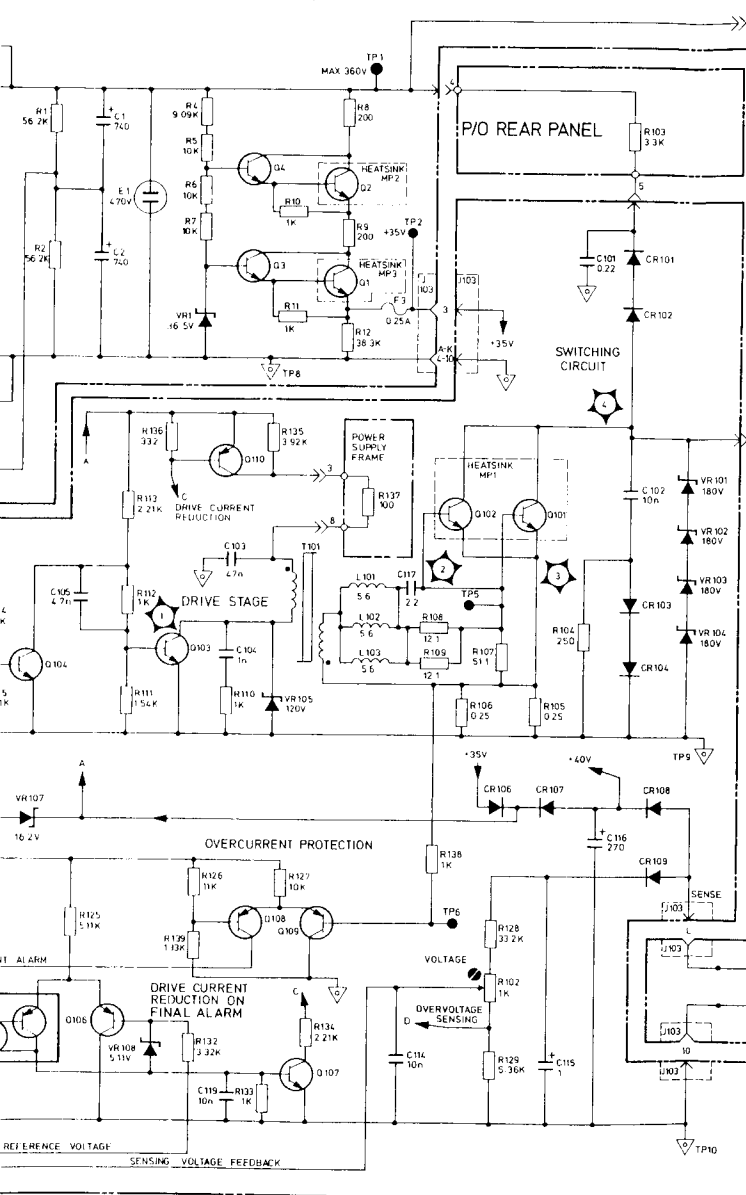 TP1
MAX 360V
4
R1
56.2K
+
C1
740
E1
470V
R4
9.09K
R5
10K
R6
10K
R7
10K
R8
200
Q4
HEATSINK
MP2
Q2
R10
1K
R9
200
TP2
+35V
P/O REAR PANEL
R103
3.3K
5
R2
56.2K
+
C2
740
Q3
HEATSINK
MP3
Q1
R11
1K
VR1
36.5V
F3
0.25A
R12
38.3K
J103
J103
3
+35V
A-K
4-10
TP8
C101
0.22
CR101
CR102
SWITCHING
CIRCUIT
4
A
R136
332
R135
3.92K
Q110
C
DRIVE CURRENT
REDUCTION
R113
2.21K
3
8
POWER
SUPPLY
FRAME
R137
100
HEATSINK
MP1
Q102
Q101
2
3
C102
10n
VR101
180V
VR102
180V
VR103
180V
VR104
180V
C103
47n
T101
C105
4.7n
R112
1K
1
DRIVE STAGE
L101
5.6
C117
2.2
TP5
L102
5.6
R108
12.1
L103
5.6
R109
12.1
R107
51.1
R104
250
CR103
CR104
K
Q104
1K
Q103
C104
1n
R111
1.54K
R110
1K
VR105
120V
R106
0.25
R105
0.25
TP9
A
VR107
16.2V
+35V
+40V
CR106
CR107
CR108
+
C116
270
OVERCURRENT PROTECTION
R138
1K
CR109
R126
11K
R127
10K
Q108
Q109
TP6
R125
5.11K
R139
1.33K
R128
33.2K
SENSE
J103
L
J103
VOLTAGE
R102
1K
NT ALARM
DRIVE CURRENT
REDUCTION ON
FINAL ALARM
C
OVERVOLTAGE
SENSING
D
Q106
VR108
5.11V
R132
3.32K
R134
2.21K
Q107
C114
10n
R129
5.36K
+
C115
1
C119
10n
R133
1K
J103
10
J103
REFERENCE VOLTAGE
SENSING VOLTAGE FEEDBACK
TP10